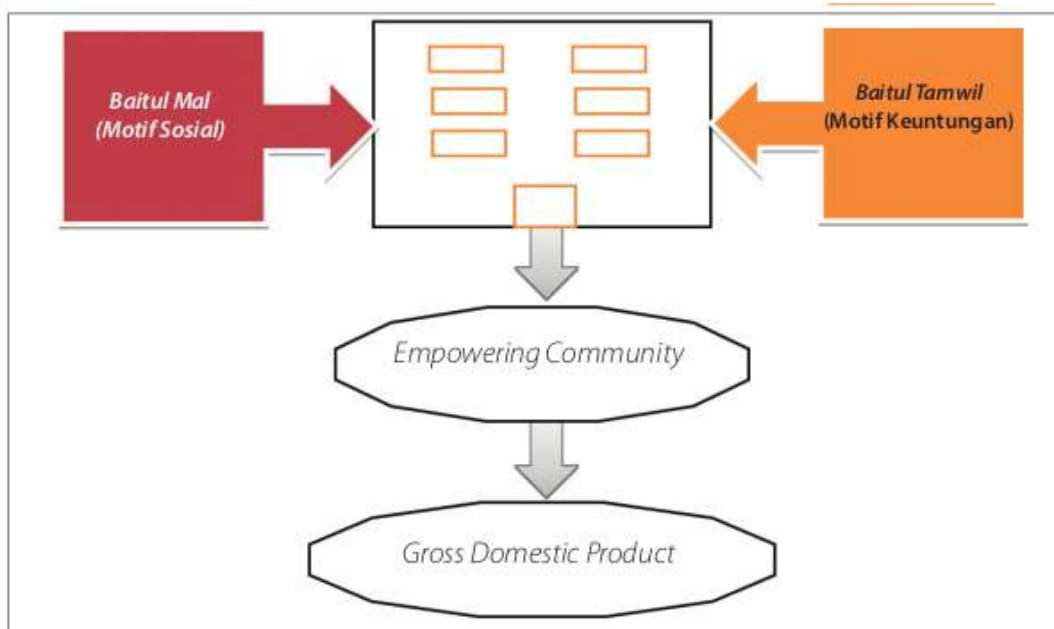 Baitul Mal
(Motif Sosial)
Baitul Tamwil
(Motif Keuntungan)
Empowering Community
Gross Domestic Product